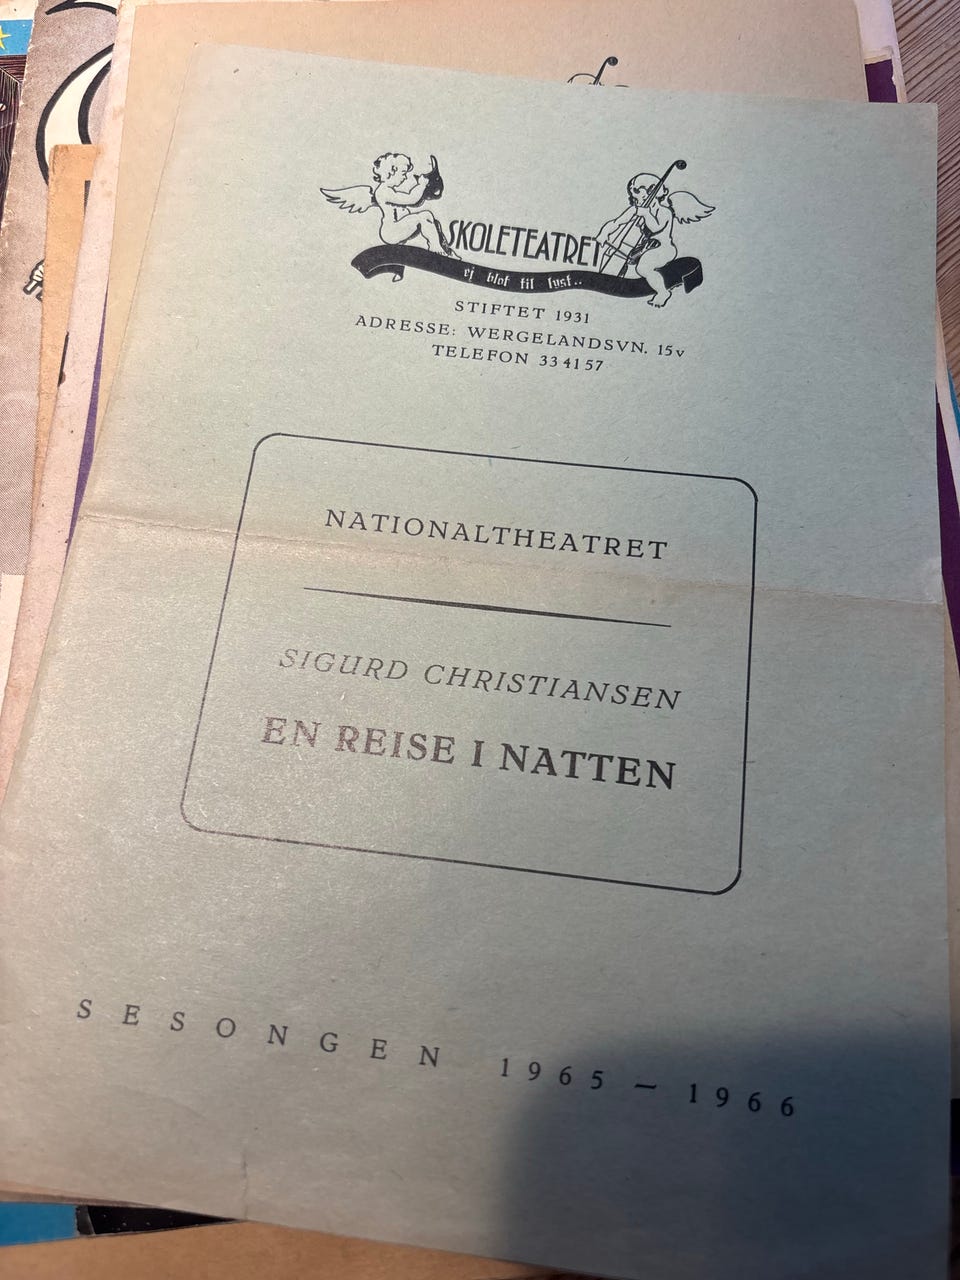 SKOLETEATRET
ej blot til lyst..
STIFTET 1931
ADRESSE: WERGELANDSVN. 15v
TELEFON 33 41 57
NATIONALTHEATRET
SIGURD CHRISTIANSEN
EN REISE I NATTEN
SESONGEN 1965 — 1966